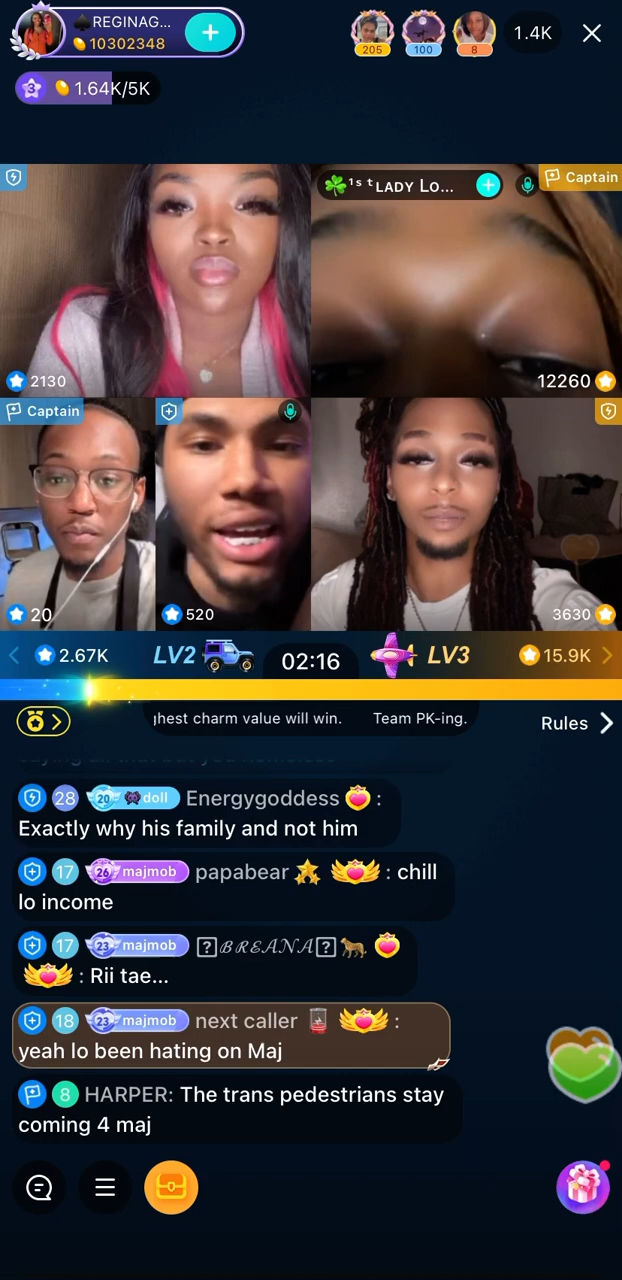 ♠REGINAG...
10302348
205
100
8
1.4K
3
1.64K/5K
☘️¹ˢᵗLADY Lo...
Captain
2130
12260
Captain
20
520
3630
2.67K
LV2
02:16
LV3
15.9K
ghest charm value will win. Team PK-ing.
Rules
28 20 doll Energygoddess :
Exactly why his family and not him
17 26 majmob papabear : chill
lo income
17 23 majmob 𝓑𝓡𝓔𝓐𝓝𝓐
: Rii tae...
18 23 majmob next caller :
yeah lo been hating on Maj
8 HARPER: The trans pedestrians stay
coming 4 maj